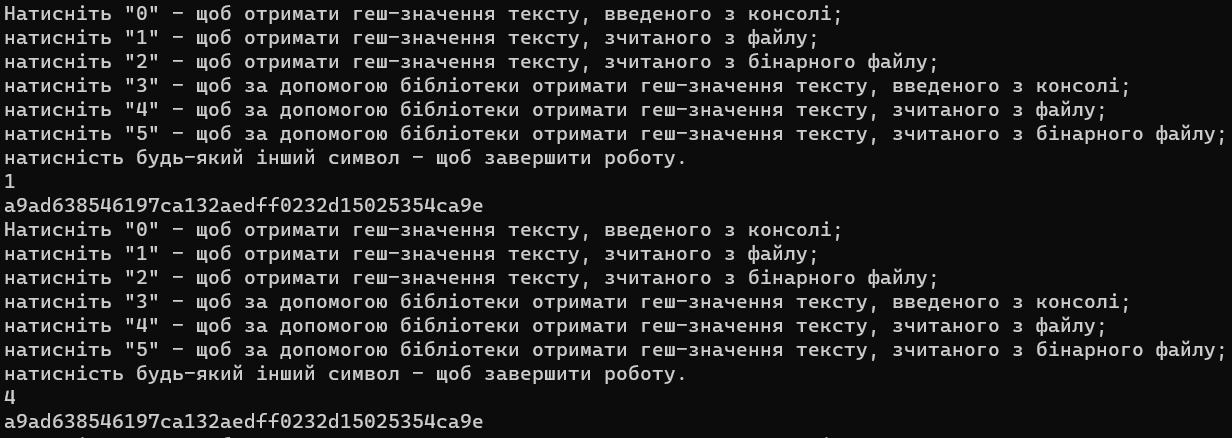 Натисніть "0" - щоб отримати геш-значення тексту, введеного з консолі;
натисніть "1" - щоб отримати геш-значення тексту, зчитаного з файлу;
натисніть "2" - щоб отримати геш-значення тексту, зчитаного з бінарного файлу;
натисніть "3" - щоб за допомогою бібліотеки отримати геш-значення тексту, введеного з консолі;
натисніть "4" - щоб за допомогою бібліотеки отримати геш-значення тексту, зчитаного з файлу;
натисніть "5" - щоб за допомогою бібліотеки отримати геш-значення тексту, зчитаного з бінарного файлу;
натисність будь-який інший символ - щоб завершити роботу.
1
a9ad638546197ca132aedff0232d15025354ca9e
Натисніть "0" - щоб отримати геш-значення тексту, введеного з консолі;
натисніть "1" - щоб отримати геш-значення тексту, зчитаного з файлу;
натисніть "2" - щоб отримати геш-значення тексту, зчитаного з бінарного файлу;
натисніть "3" - щоб за допомогою бібліотеки отримати геш-значення тексту, введеного з консолі;
натисніть "4" - щоб за допомогою бібліотеки отримати геш-значення тексту, зчитаного з файлу;
натисніть "5" - щоб за допомогою бібліотеки отримати геш-значення тексту, зчитаного з бінарного файлу;
натисність будь-який інший символ - щоб завершити роботу.
4
a9ad638546197ca132aedff0232d15025354ca9e